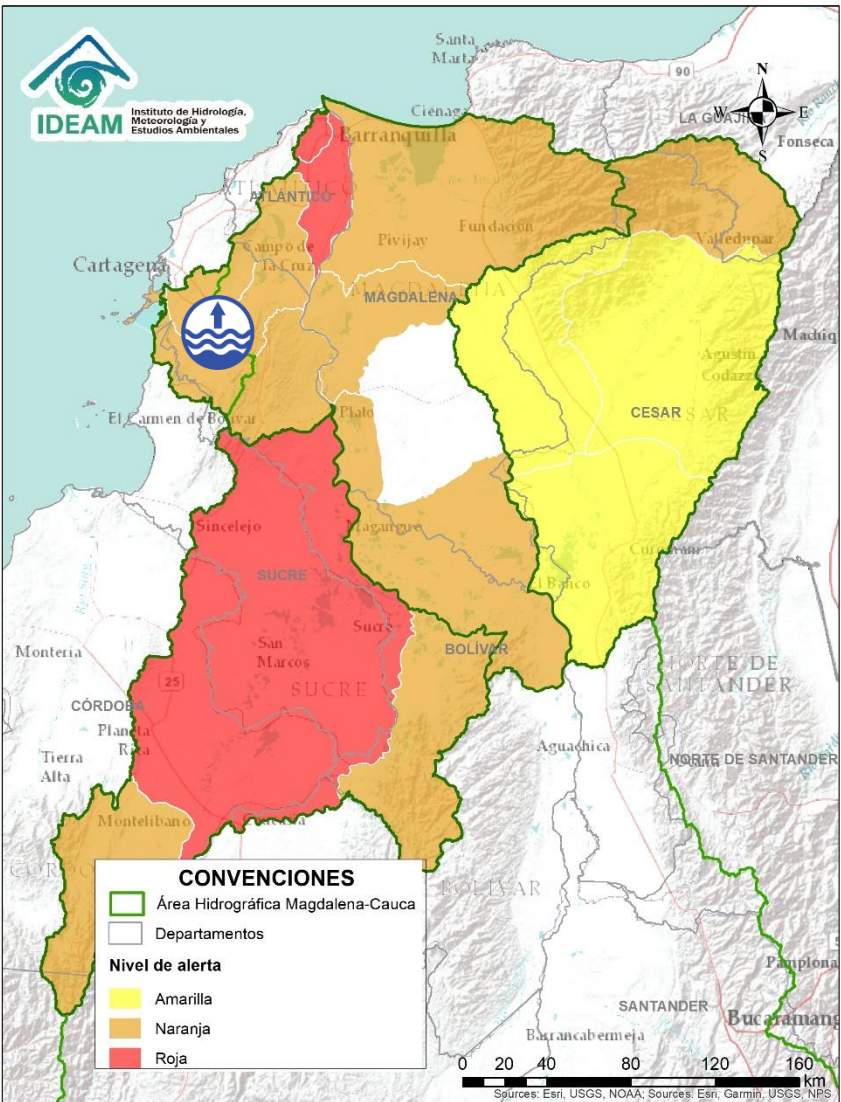 IDEAM
Instituto de Hidrología,
Meteorología y
Estudios Ambientales
Santa
Marta
90
N
W
E
S
LA GUAJI
Ciénaga
Fonseca
Barranquilla
ATLÁNTICO
Valledupar
Fundación
Pivijay
Campo de
la Cruz
Cartagena
MAGDALENA
Machiq
Agustín
Codazzi
CESAR
Plato
El Carmen de Bolívar
Sincelejo
Magangué
SUCRE
El Banco
Sucre
BOLÍVAR
San
Marcos
SUCRE
Montería
25
NORTE DE
SANTANDER
CÓRDOBA
Planeta
Rica
Tierra
Alta
Aguachica
NORTE DE SANTANDER
Montelíbano
BOLÍVAR
CONVENCIONES
Área Hidrográfica Magdalena-Cauca
Departamentos
Nivel de alerta
Amarilla
Naranja
Roja
Pamplona
SANTANDER
Bucaramang
Barrancabermeja
0 20 40 80 120 160
km
Sources: Esri, USGS, NOAA; Sources: Esri, Garmin, USGS, NPS